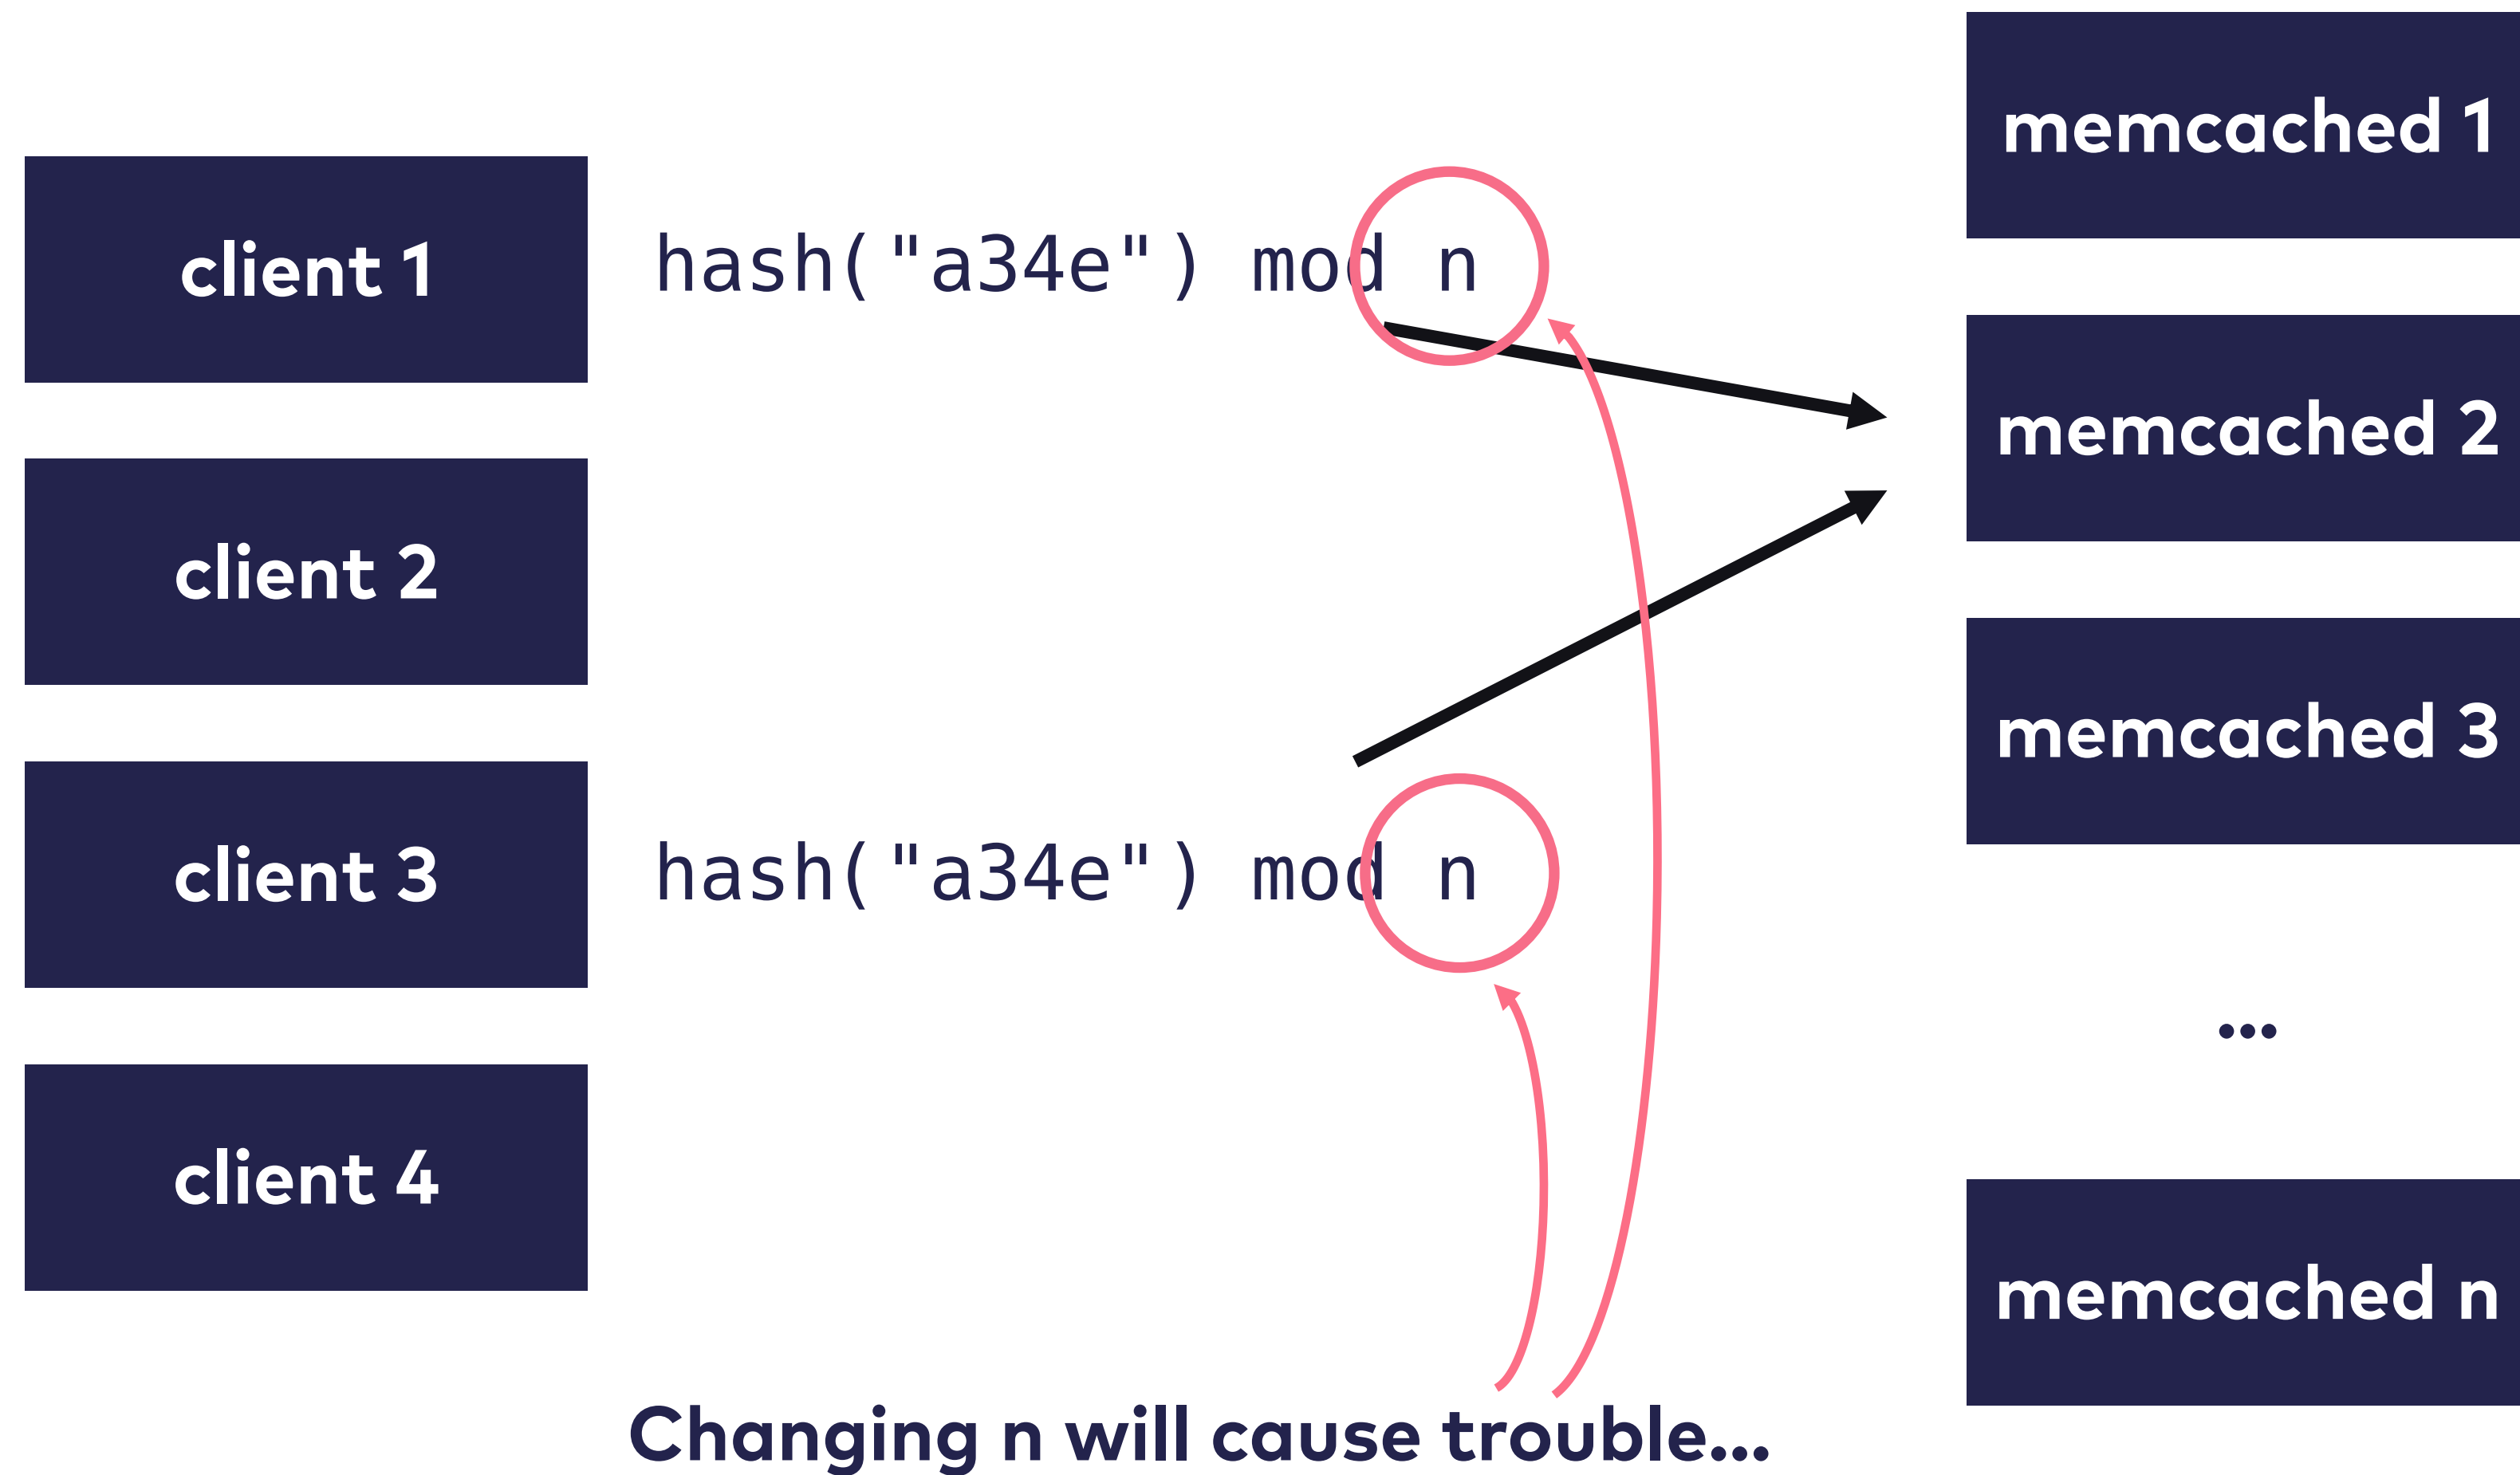 client 1
client 2
client 3
client 4
hash("a34e") mod n
hash("a34e") mod n
memcached 1
memcached 2
memcached 3
...
memcached n
Changing n will cause trouble...